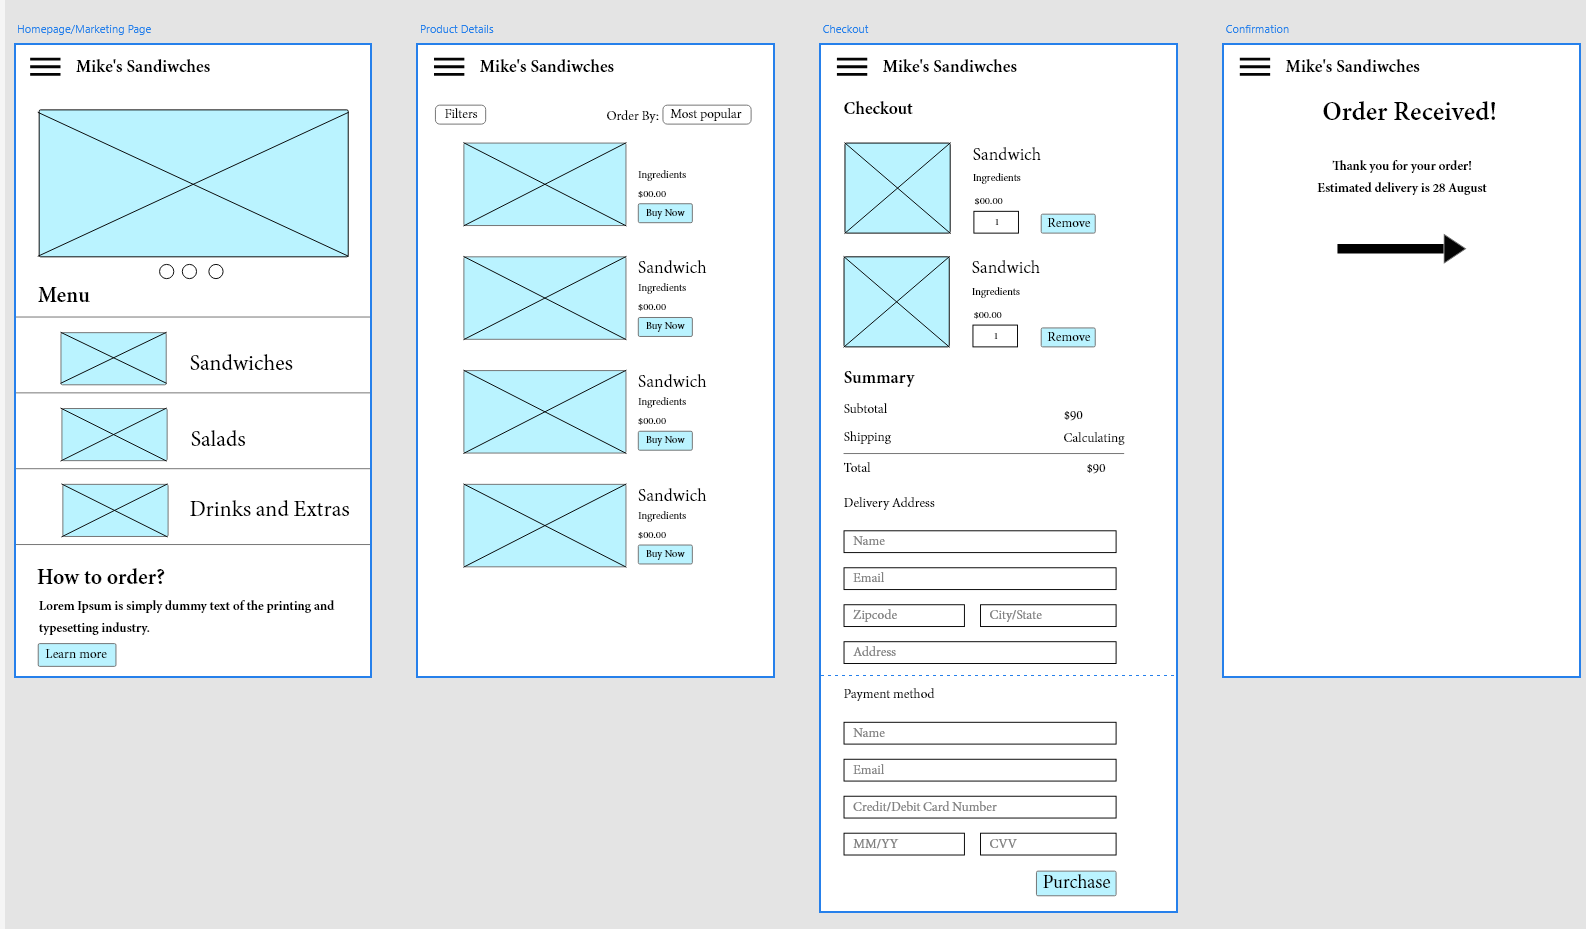 Homepage/Marketing Page
Mike's Sandiwches
Menu
Sandwiches
Salads
Drinks and Extras
How to order?
Lorem Ipsum is simply dummy text of the printing and
typesetting industry.
Learn more
Product Details
Mike's Sandiwches
Filters
Order By: Most popular
Ingredients
$00.00
Buy Now
Sandwich
Ingredients
$00.00
Buy Now
Sandwich
Ingredients
$00.00
Buy Now
Sandwich
Ingredients
$00.00
Buy Now
Checkout
Mike's Sandiwches
Checkout
Sandwich
Ingredients
$00.00
1 Remove
Sandwich
Ingredients
$00.00
1 Remove
Summary
Subtotal $90
Shipping Calculating
Total $90
Delivery Address
Name
Email
Zipcode City/State
Address
Payment method
Name
Email
Credit/Debit Card Number
MM/YY CVV
Purchase
Confirmation
Mike's Sandiwches
Order Received!
Thank you for your order!
Estimated delivery is 28 August